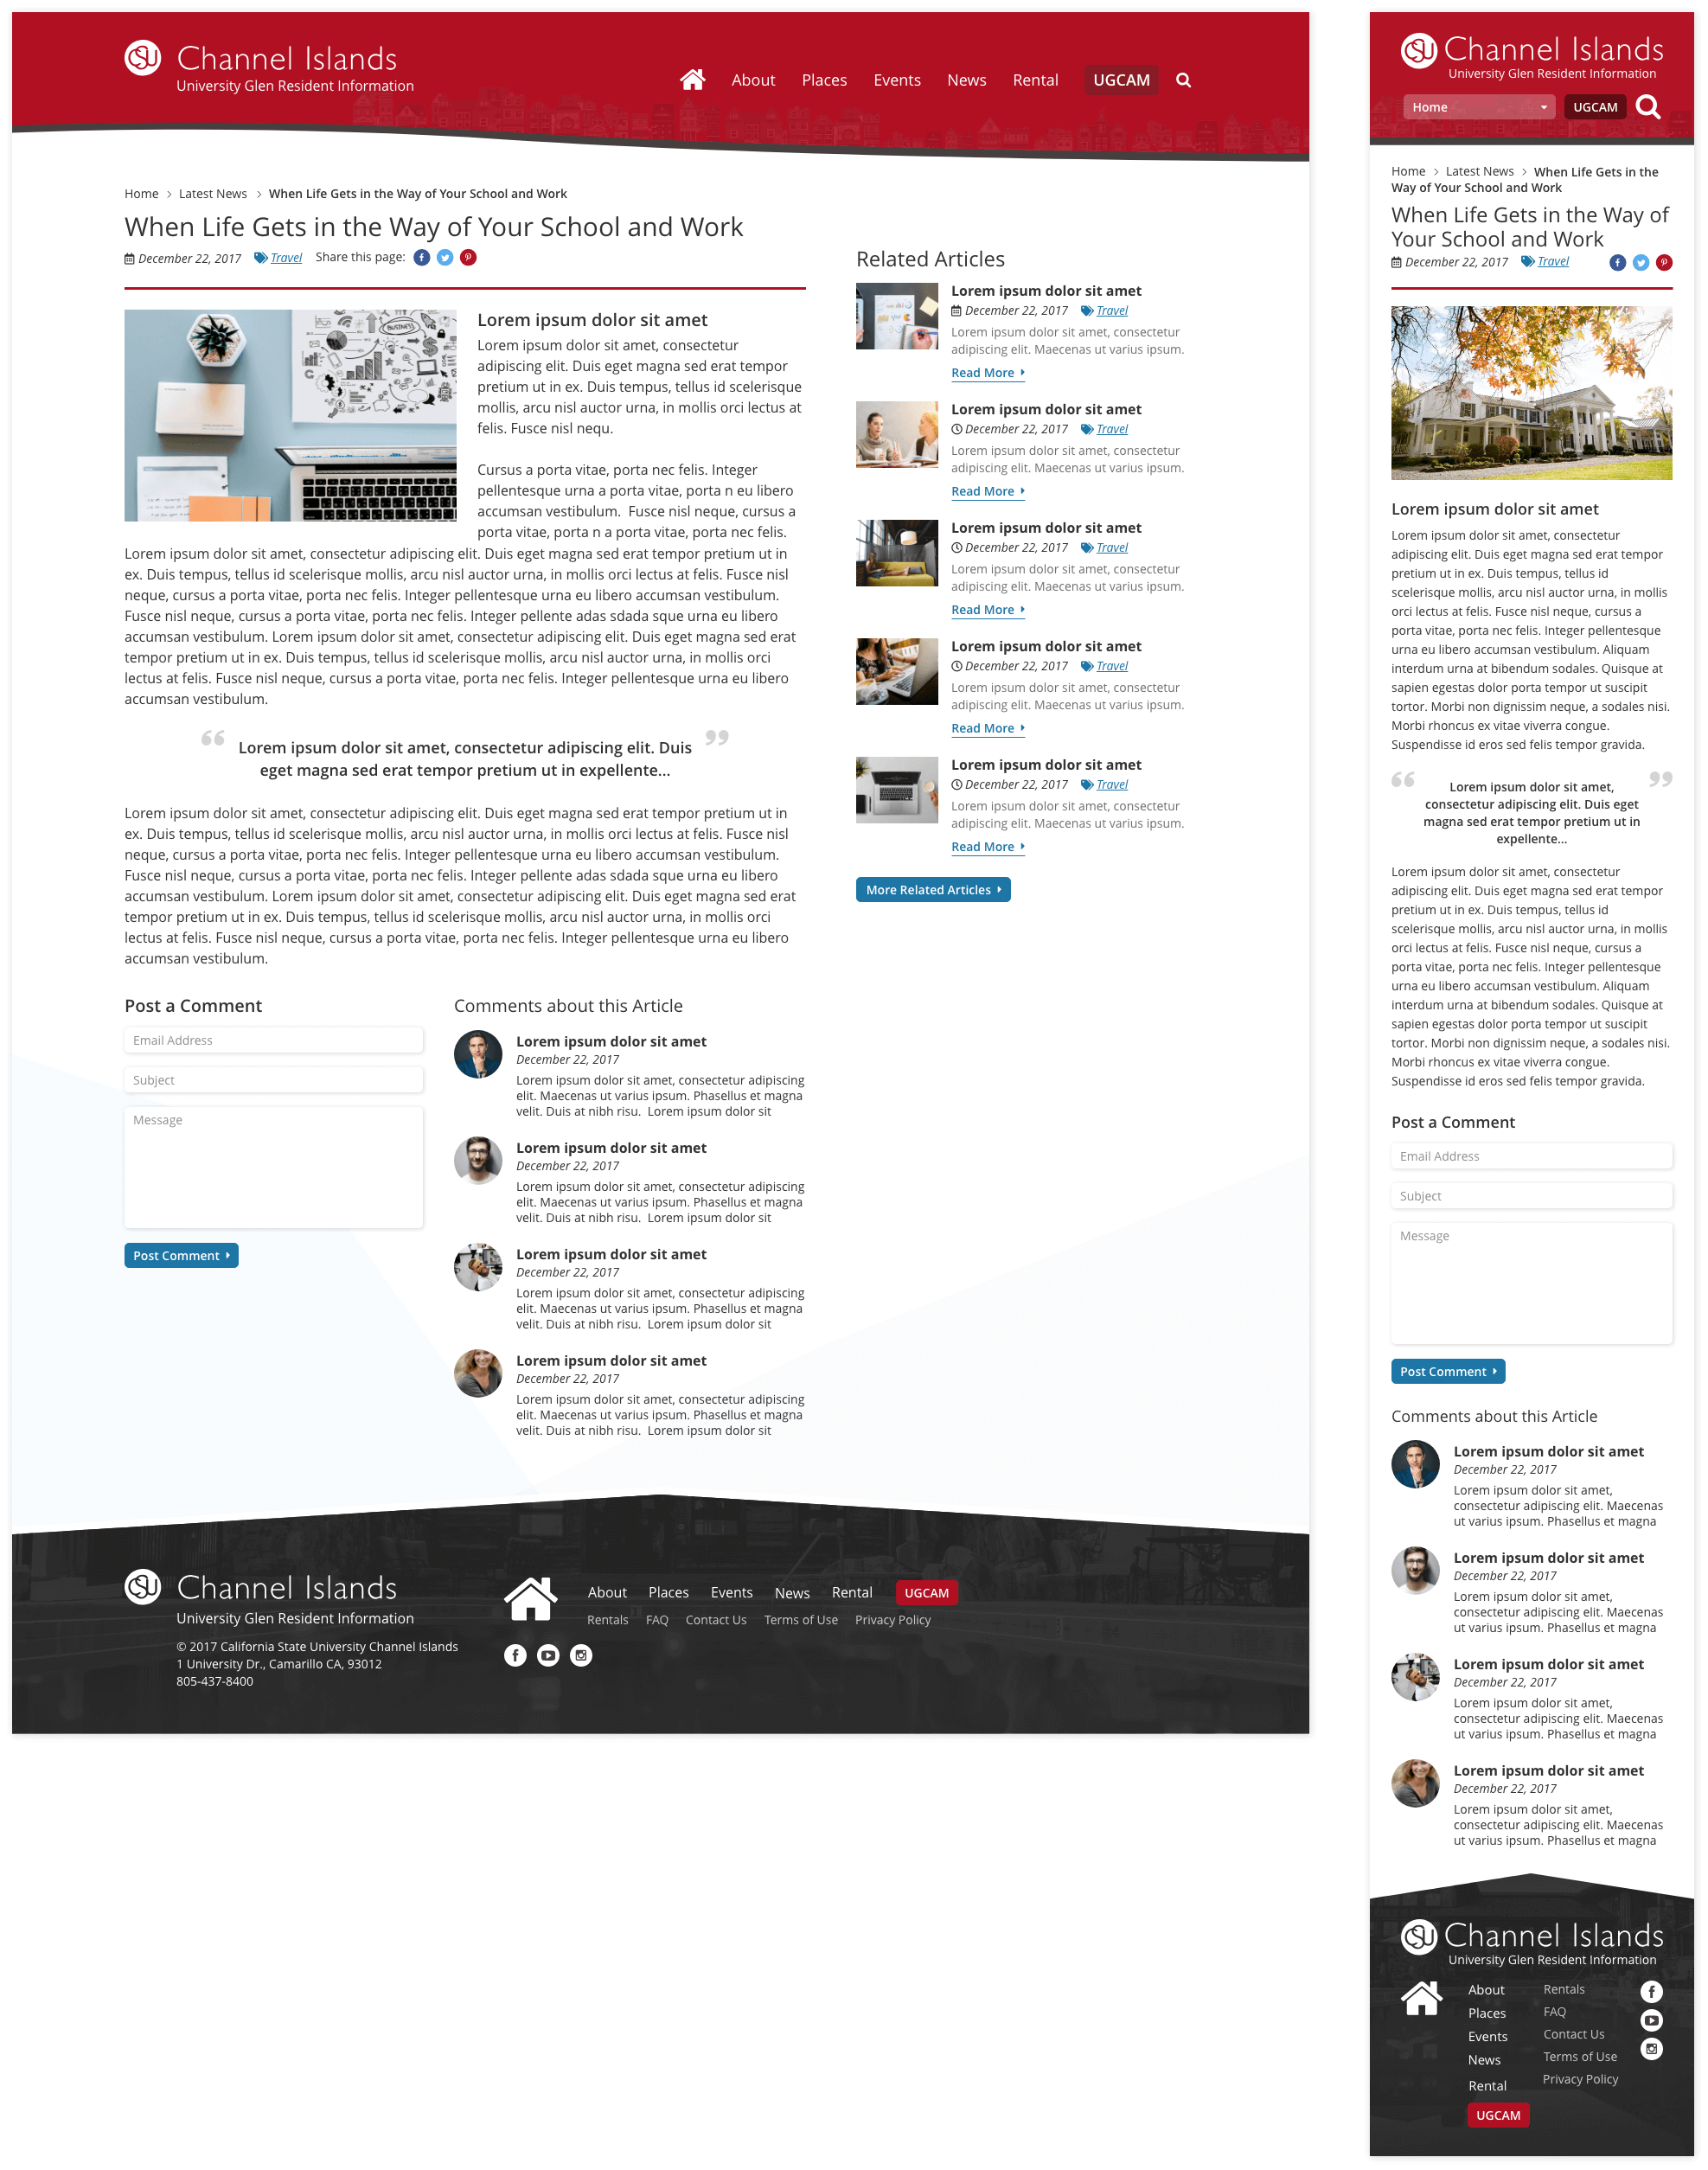 CSU Channel Islands
University Glen Resident Information
About Places Events News Rental UGCAM
Home > Latest News > When Life Gets in the Way of Your School and Work
When Life Gets in the Way of Your School and Work
December 22, 2017 Travel Share this page:
BUSINESS
Lorem ipsum dolor sit amet
Lorem ipsum dolor sit amet, consectetur
adipiscing elit. Duis eget magna sed erat tempor
pretium ut in ex. Duis tempus, tellus id scelerisque
mollis, arcu nisl auctor urna, in mollis orci lectus at
felis. Fusce nisl nequ.
Cursus a porta vitae, porta nec felis. Integer
pellentesque urna a porta vitae, porta n eu libero
accumsan vestibulum.  Fusce nisl neque, cursus a
porta vitae, porta n a porta vitae, porta nec felis.
Lorem ipsum dolor sit amet, consectetur adipiscing elit. Duis eget magna sed erat tempor pretium ut in
ex. Duis tempus, tellus id scelerisque mollis, arcu nisl auctor urna, in mollis orci lectus at felis. Fusce nisl
neque, cursus a porta vitae, porta nec felis. Integer pellentesque urna eu libero accumsan vestibulum.
Fusce nisl neque, cursus a porta vitae, porta nec felis. Integer pellente adas sdada sque urna eu libero
accumsan vestibulum. Lorem ipsum dolor sit amet, consectetur adipiscing elit. Duis eget magna sed erat
tempor pretium ut in ex. Duis tempus, tellus id scelerisque mollis, arcu nisl auctor urna, in mollis orci
lectus at felis. Fusce nisl neque, cursus a porta vitae, porta nec felis. Integer pellentesque urna eu libero
accumsan vestibulum.
“ Lorem ipsum dolor sit amet, consectetur adipiscing elit. Duis ”
eget magna sed erat tempor pretium ut in expellente...
Lorem ipsum dolor sit amet, consectetur adipiscing elit. Duis eget magna sed erat tempor pretium ut in
ex. Duis tempus, tellus id scelerisque mollis, arcu nisl auctor urna, in mollis orci lectus at felis. Fusce nisl
neque, cursus a porta vitae, porta nec felis. Integer pellentesque urna eu libero accumsan vestibulum.
Fusce nisl neque, cursus a porta vitae, porta nec felis. Integer pellente adas sdada sque urna eu libero
accumsan vestibulum. Lorem ipsum dolor sit amet, consectetur adipiscing elit. Duis eget magna sed erat
tempor pretium ut in ex. Duis tempus, tellus id scelerisque mollis, arcu nisl auctor urna, in mollis orci
lectus at felis. Fusce nisl neque, cursus a porta vitae, porta nec felis. Integer pellentesque urna eu libero
accumsan vestibulum.
Post a Comment
Email Address
Subject
Message
Post Comment
Comments about this Article
Lorem ipsum dolor sit amet
December 22, 2017
Lorem ipsum dolor sit amet, consectetur adipiscing
elit. Maecenas ut varius ipsum. Phasellus et magna
velit. Duis at nibh risu.  Lorem ipsum dolor sit
Lorem ipsum dolor sit amet
December 22, 2017
Lorem ipsum dolor sit amet, consectetur adipiscing
elit. Maecenas ut varius ipsum. Phasellus et magna
velit. Duis at nibh risu.  Lorem ipsum dolor sit
Lorem ipsum dolor sit amet
December 22, 2017
Lorem ipsum dolor sit amet, consectetur adipiscing
elit. Maecenas ut varius ipsum. Phasellus et magna
velit. Duis at nibh risu.  Lorem ipsum dolor sit
Lorem ipsum dolor sit amet
December 22, 2017
Lorem ipsum dolor sit amet, consectetur adipiscing
elit. Maecenas ut varius ipsum. Phasellus et magna
velit. Duis at nibh risu.  Lorem ipsum dolor sit
Related Articles
Lorem ipsum dolor sit amet
December 22, 2017 Travel
Lorem ipsum dolor sit amet, consectetur
adipiscing elit. Maecenas ut varius ipsum.
Read More
Lorem ipsum dolor sit amet
December 22, 2017 Travel
Lorem ipsum dolor sit amet, consectetur
adipiscing elit. Maecenas ut varius ipsum.
Read More
Lorem ipsum dolor sit amet
December 22, 2017 Travel
Lorem ipsum dolor sit amet, consectetur
adipiscing elit. Maecenas ut varius ipsum.
Read More
Lorem ipsum dolor sit amet
December 22, 2017 Travel
Lorem ipsum dolor sit amet, consectetur
adipiscing elit. Maecenas ut varius ipsum.
Read More
Lorem ipsum dolor sit amet
December 22, 2017 Travel
Lorem ipsum dolor sit amet, consectetur
adipiscing elit. Maecenas ut varius ipsum.
Read More
More Related Articles
CSU Channel Islands
University Glen Resident Information
© 2017 California State University Channel Islands
1 University Dr., Camarillo CA, 93012
805-437-8400
About Places Events News Rental UGCAM
Rentals FAQ Contact Us Terms of Use Privacy Policy
CSU Channel Islands
University Glen Resident Information
Home UGCAM
Home > Latest News > When Life Gets in the
Way of Your School and Work
When Life Gets in the Way of
Your School and Work
December 22, 2017 Travel
Lorem ipsum dolor sit amet
Lorem ipsum dolor sit amet, consectetur
adipiscing elit. Duis eget magna sed erat tempor
pretium ut in ex. Duis tempus, tellus id
scelerisque mollis, arcu nisl auctor urna, in mollis
orci lectus at felis. Fusce nisl neque, cursus a
porta vitae, porta nec felis. Integer pellentesque
urna eu libero accumsan vestibulum. Aliquam
interdum urna at bibendum sodales. Quisque at
sapien egestas dolor porta tempor ut suscipit
tortor. Morbi non dignissim neque, a sodales nisi.
Morbi rhoncus ex vitae viverra congue.
Suspendisse id eros sed felis tempor gravida.
“ Lorem ipsum dolor sit amet, ”
consectetur adipiscing elit. Duis eget
magna sed erat tempor pretium ut in
expellente...
Lorem ipsum dolor sit amet, consectetur
adipiscing elit. Duis eget magna sed erat tempor
pretium ut in ex. Duis tempus, tellus id
scelerisque mollis, arcu nisl auctor urna, in mollis
orci lectus at felis. Fusce nisl neque, cursus a
porta vitae, porta nec felis. Integer pellentesque
urna eu libero accumsan vestibulum. Aliquam
interdum urna at bibendum sodales. Quisque at
sapien egestas dolor porta tempor ut suscipit
tortor. Morbi non dignissim neque, a sodales nisi.
Morbi rhoncus ex vitae viverra congue.
Suspendisse id eros sed felis tempor gravida.
Post a Comment
Email Address
Subject
Message
Post Comment
Comments about this Article
Lorem ipsum dolor sit amet
December 22, 2017
Lorem ipsum dolor sit amet,
consectetur adipiscing elit. Maecenas
ut varius ipsum. Phasellus et magna
Lorem ipsum dolor sit amet
December 22, 2017
Lorem ipsum dolor sit amet,
consectetur adipiscing elit. Maecenas
ut varius ipsum. Phasellus et magna
Lorem ipsum dolor sit amet
December 22, 2017
Lorem ipsum dolor sit amet,
consectetur adipiscing elit. Maecenas
ut varius ipsum. Phasellus et magna
Lorem ipsum dolor sit amet
December 22, 2017
Lorem ipsum dolor sit amet,
consectetur adipiscing elit. Maecenas
ut varius ipsum. Phasellus et magna
CSU Channel Islands
University Glen Resident Information
About
Places
Events
News
Rental
UGCAM
Rentals
FAQ
Contact Us
Terms of Use
Privacy Policy